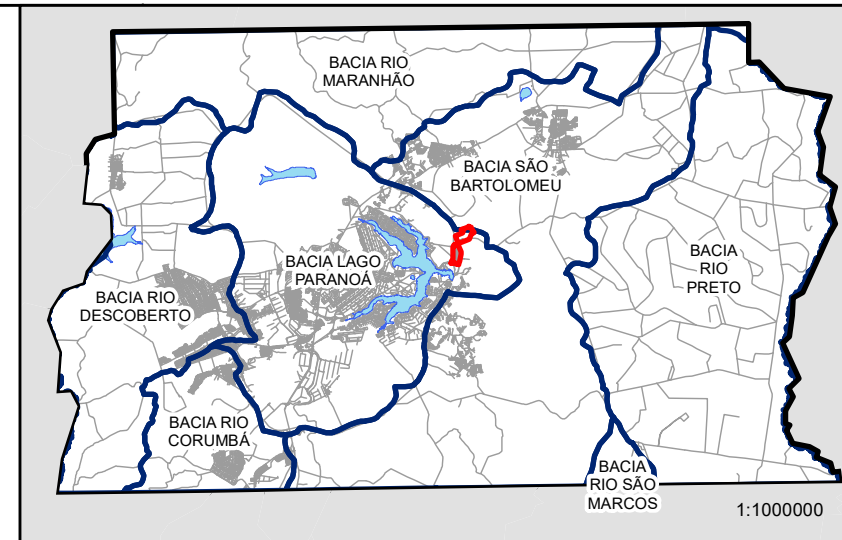 BACIA RIO
MARANHÃO
BACIA SÃO
BARTOLOMEU
BACIA LAGO
PARANOÁ
BACIA
RIO
PRETO
BACIA RIO
DESCOBERTO
BACIA RIO
CORUMBÁ
BACIA
RIO SÃO
MARCOS
1:1000000